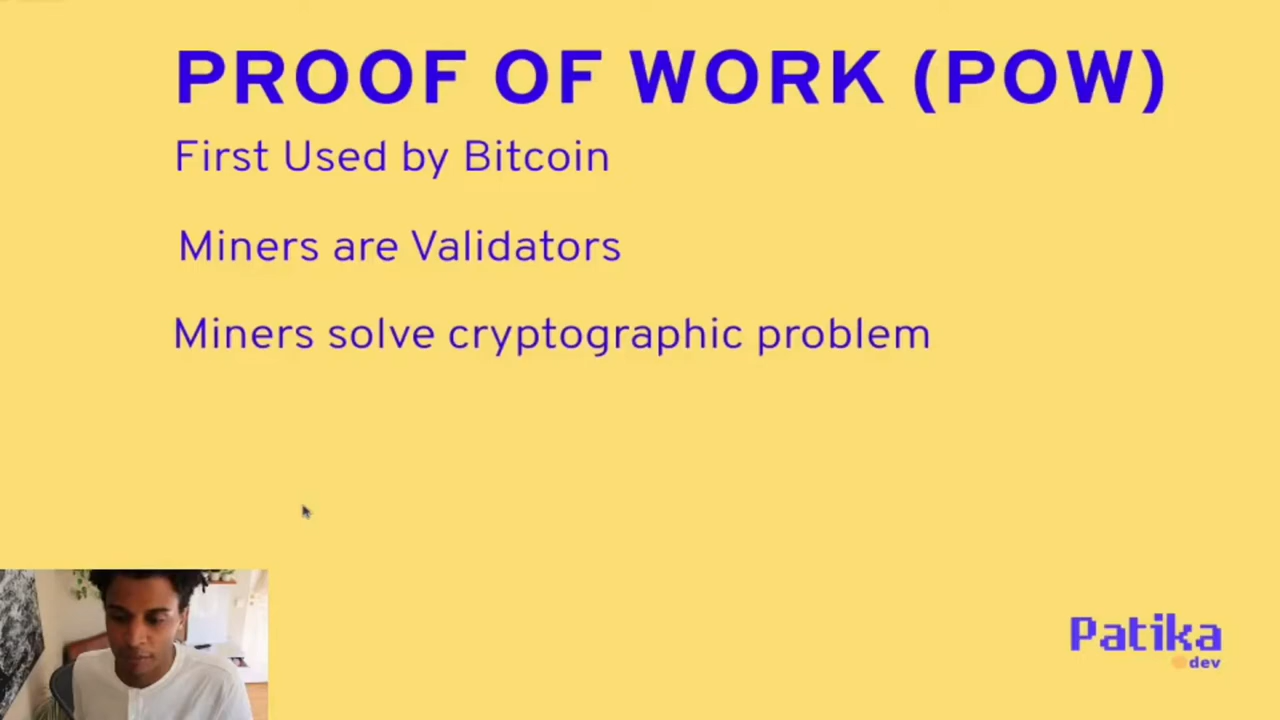 PROOF OF WORK (POW)
First Used by Bitcoin
Miners are Validators
Miners solve cryptographic problem
Patika
dev